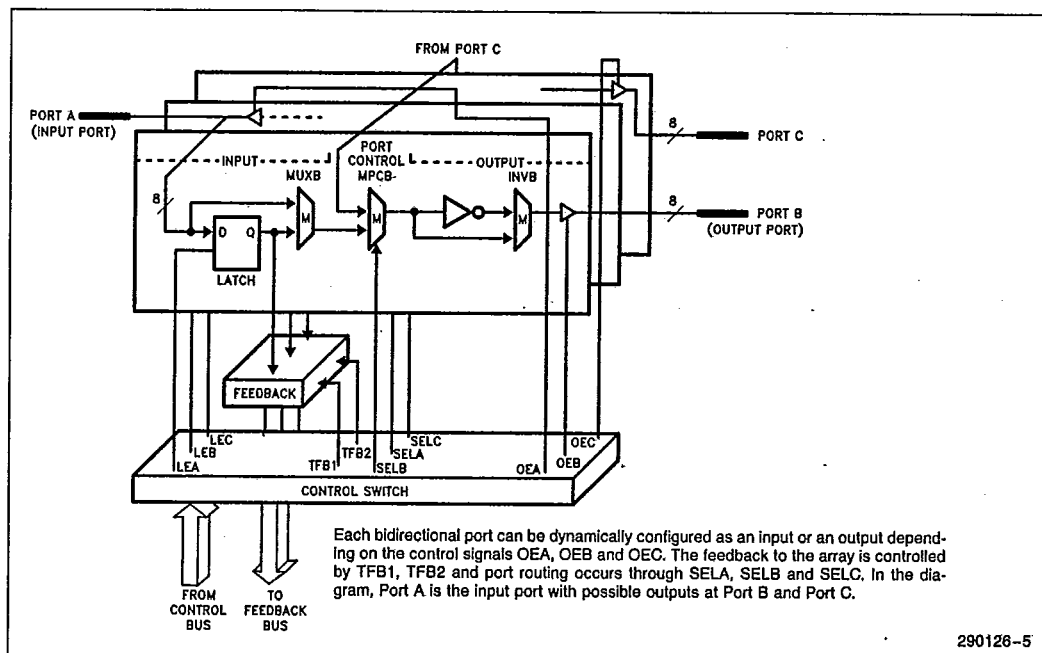 FROM PORT C
PORT A
(INPUT PORT)
8
PORT C
INPUT
PORT
CONTROL
OUTPUT
MUXB
MPCB
INVB
8
M
M
M
8
PORT B
(OUTPUT PORT)
D Q
LATCH
FEEDBACK
LEC
LEB
LEA
TFB2
TFB1
SELC
SELA
SELB
OEC
OEB
OEA
CONTROL SWITCH
FROM
CONTROL
BUS
TO
FEEDBACK
BUS
Each bidirectional port can be dynamically configured as an input or an output depend-
ing on the control signals OEA, OEB and OEC. The feedback to the array is controlled
by TFB1, TFB2 and port routing occurs through SELA, SELB and SELC. In the dia-
gram, Port A is the input port with possible outputs at Port B and Port C.
290126-5